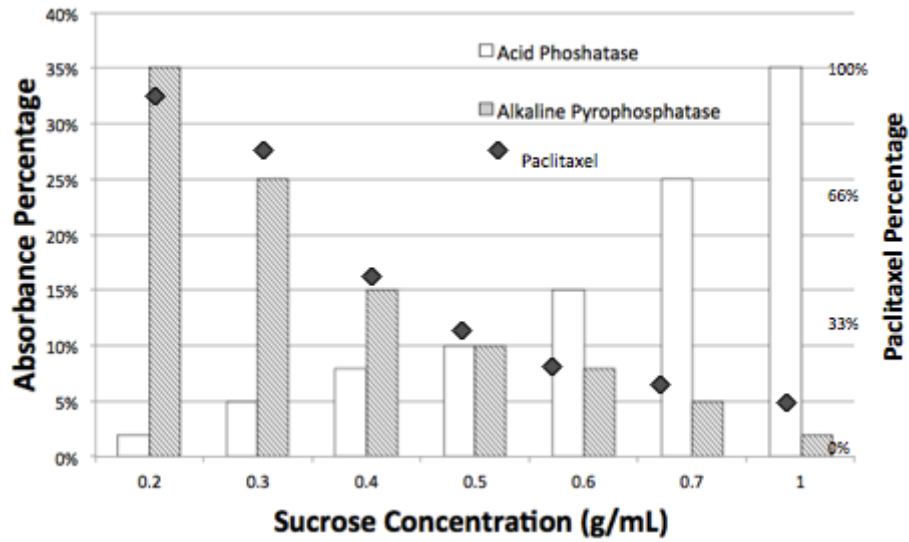 40%
35%
30%
25%
20%
15%
10%
5%
0%
Absorbance Percentage
Acid Phoshatase
Alkaline Pyrophosphatase
Paclitaxel
100%
66%
33%
0%
Paclitaxel Percentage
0.2 0.3 0.4 0.5 0.6 0.7 1
Sucrose Concentration (g/mL)